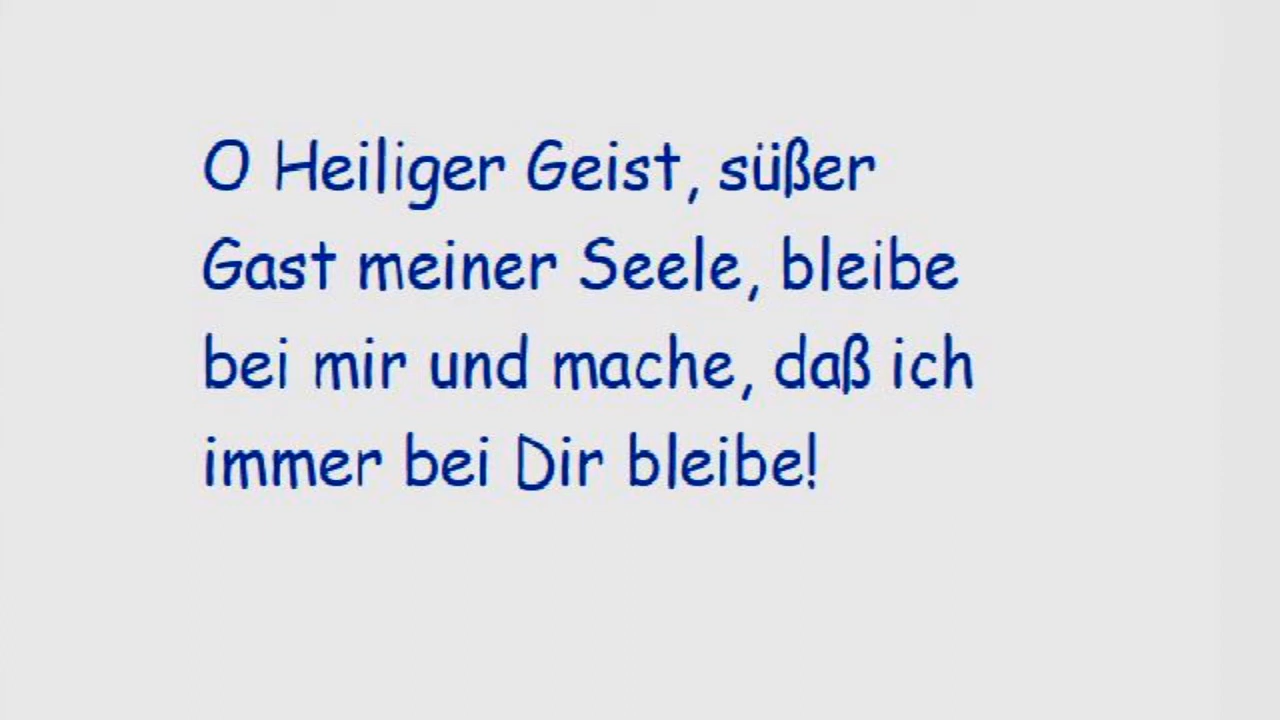 O Heiliger Geist, süßer
Gast meiner Seele, bleibe
bei mir und mache, daß ich
immer bei Dir bleibe!